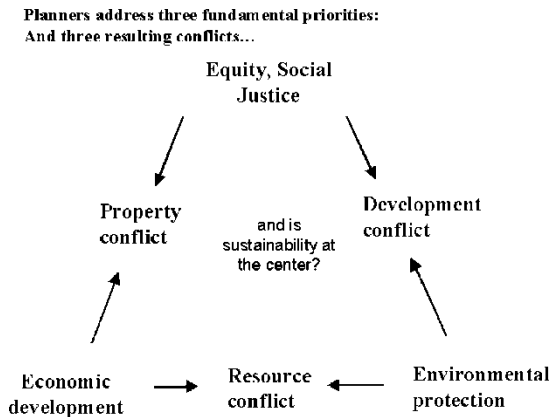 Planners address three fundamental priorities:
And three resulting conflicts...
Equity, Social
Justice
Property
conflict
and is
sustainability at
the center?
Development
conflict
Economic
development
Resource
conflict
Environmental
protection